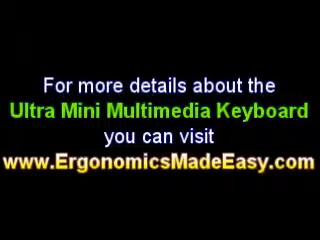 For more details about the
Ultra Mini Multimedia Keyboard
you can visit
www.ErgonomicsMadeEasy.com